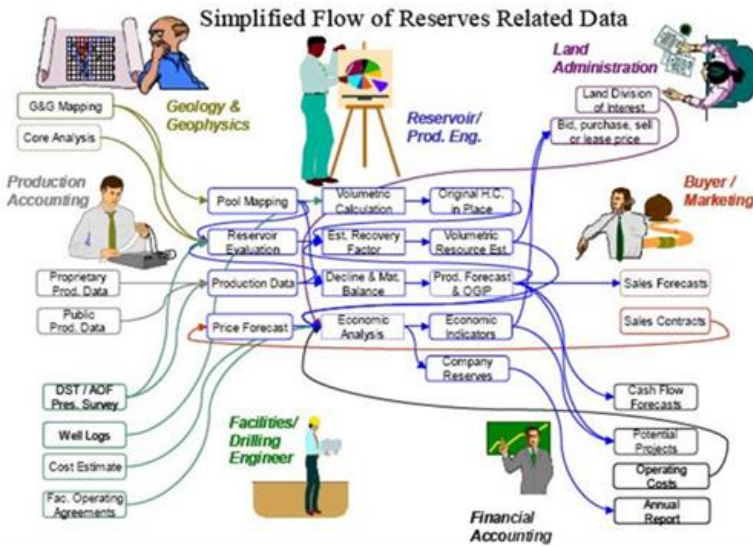 Simplified Flow of Reserves Related Data
Land
Administration
Geology &
Geophysics
Reservoir/
Prod. Eng.
Production
Accounting
Buyer /
Marketing
G&G Mapping
Core Analysis
Land Division
of Interest
Bid, purchase, sell
or lease price
Pool Mapping
Volumetric
Calculation
Original H.C.
in Place
Reservoir
Evaluation
Est. Recovery
Factor
Volumetric
Resource Est.
Proprietary
Prod. Data
Production Data
Decline & Mat.
Balance
Prod. Forecast
& OGIP
Sales Forecasts
Public
Prod. Data
Price Forecast
Economic
Analysis
Economic
Indicators
Sales Contracts
Company
Reserves
DST / AOF
Pres. Survey
Well Logs
Cost Estimate
Fac. Operating
Agreements
Facilities/
Drilling
Engineer
Financial
Accounting
Cash Flow
Forecasts
Potential
Projects
Operating
Costs
Annual
Report